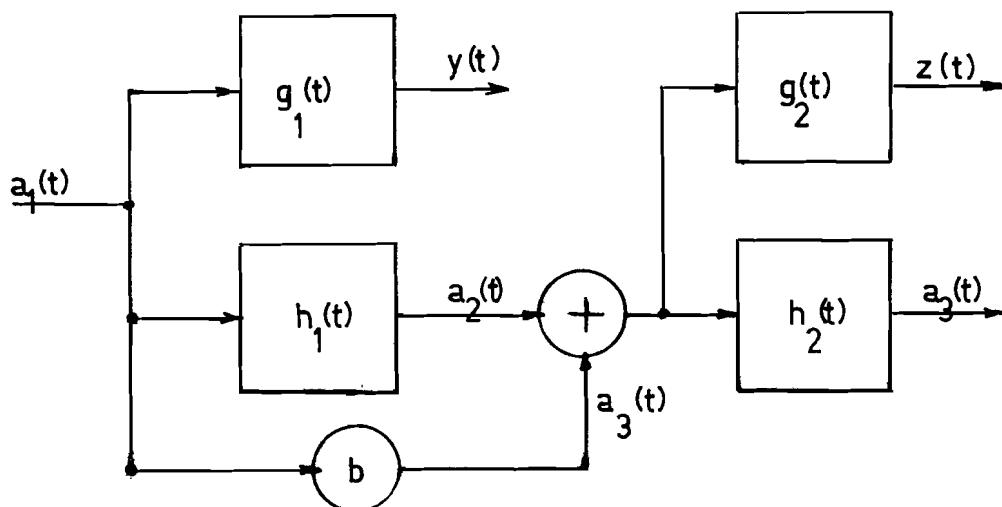 y(t)
z(t)
g1(t)
g2(t)
a1(t)
h1(t)
a2(t)
+
h2(t)
a3(t)
a3(t)
b